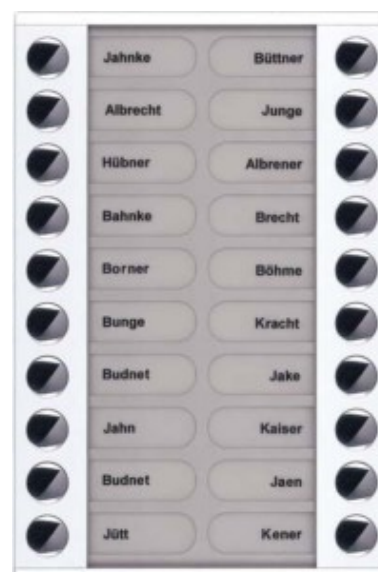 Jahnke Büttner
Albrecht Junge
Hübner Albrener
Bahnke Brecht
Borner Böhme
Bunge Kracht
Budnet Jake
Jahn Kaiser
Budnet Jaen
Jütt Kener